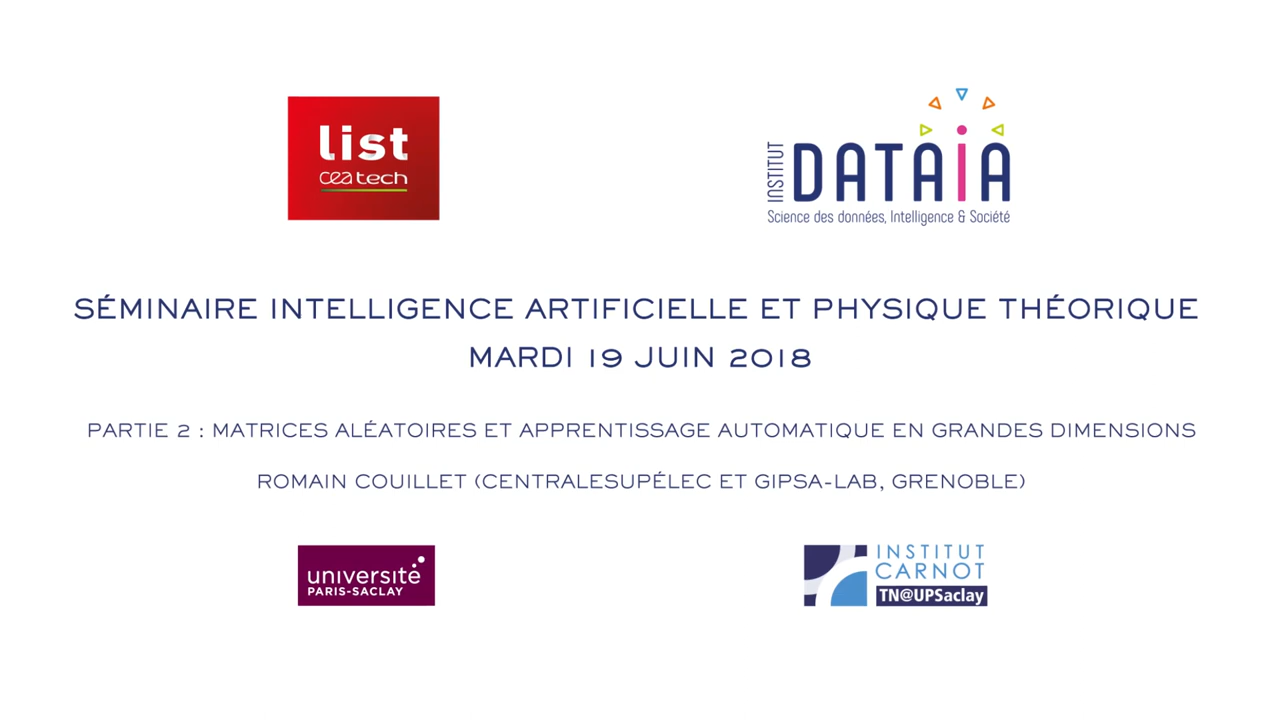 list
cea tech
INSTITUT
DATAiA
Science des données, Intelligence & Société
SÉMINAIRE INTELLIGENCE ARTIFICIELLE ET PHYSIQUE THÉORIQUE
MARDI 19 JUIN 2018
PARTIE 2 : MATRICES ALÉATOIRES ET APPRENTISSAGE AUTOMATIQUE EN GRANDES DIMENSIONS
ROMAIN COUILLET (CENTRALESUPÉLEC ET GIPSA-LAB, GRENOBLE)
université
PARIS-SACLAY
INSTITUT
CARNOT
TN@UPSaclay